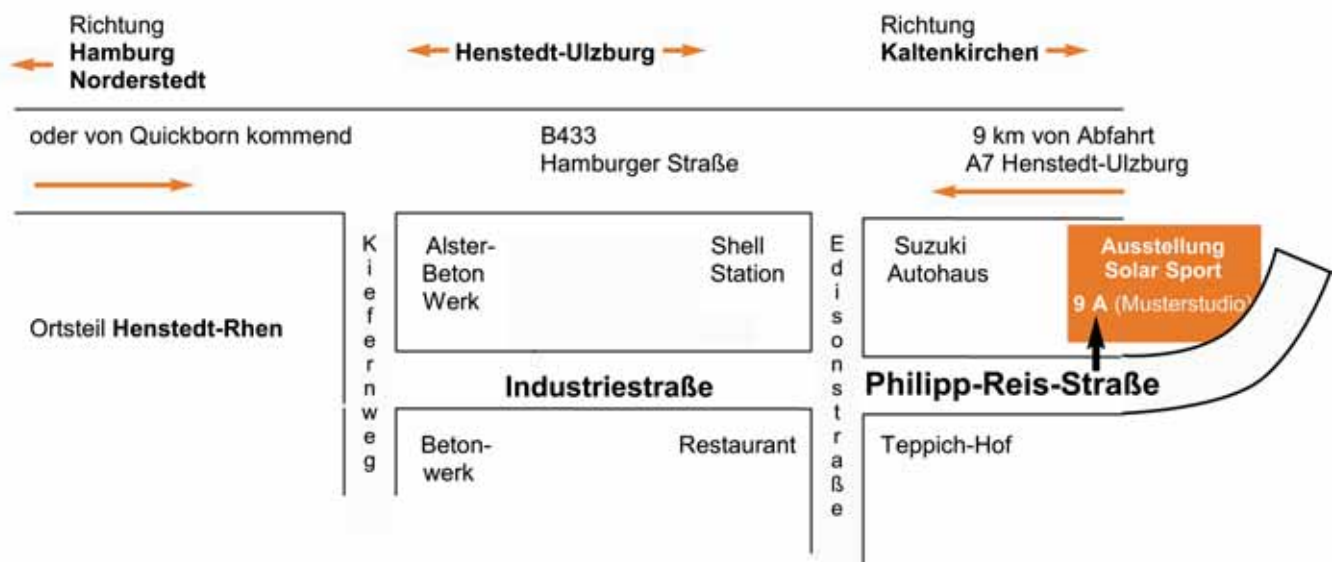 Richtung
Hamburg
Norderstedt
Henstedt-Ulzburg
Richtung
Kaltenkirchen
oder von Quickborn kommend
B433
Hamburger Straße
9 km von Abfahrt
A7 Henstedt-Ulzburg
Ortsteil Henstedt-Rhen
Kiefernweg
Alster-
Beton
Werk
Shell
Station
Edisonstraße
Suzuki
Autohaus
Ausstellung
Solar Sport
9 A (Musterstudio)
Industriestraße
Philipp-Reis-Straße
Beton-
werk
Restaurant
Teppich-Hof